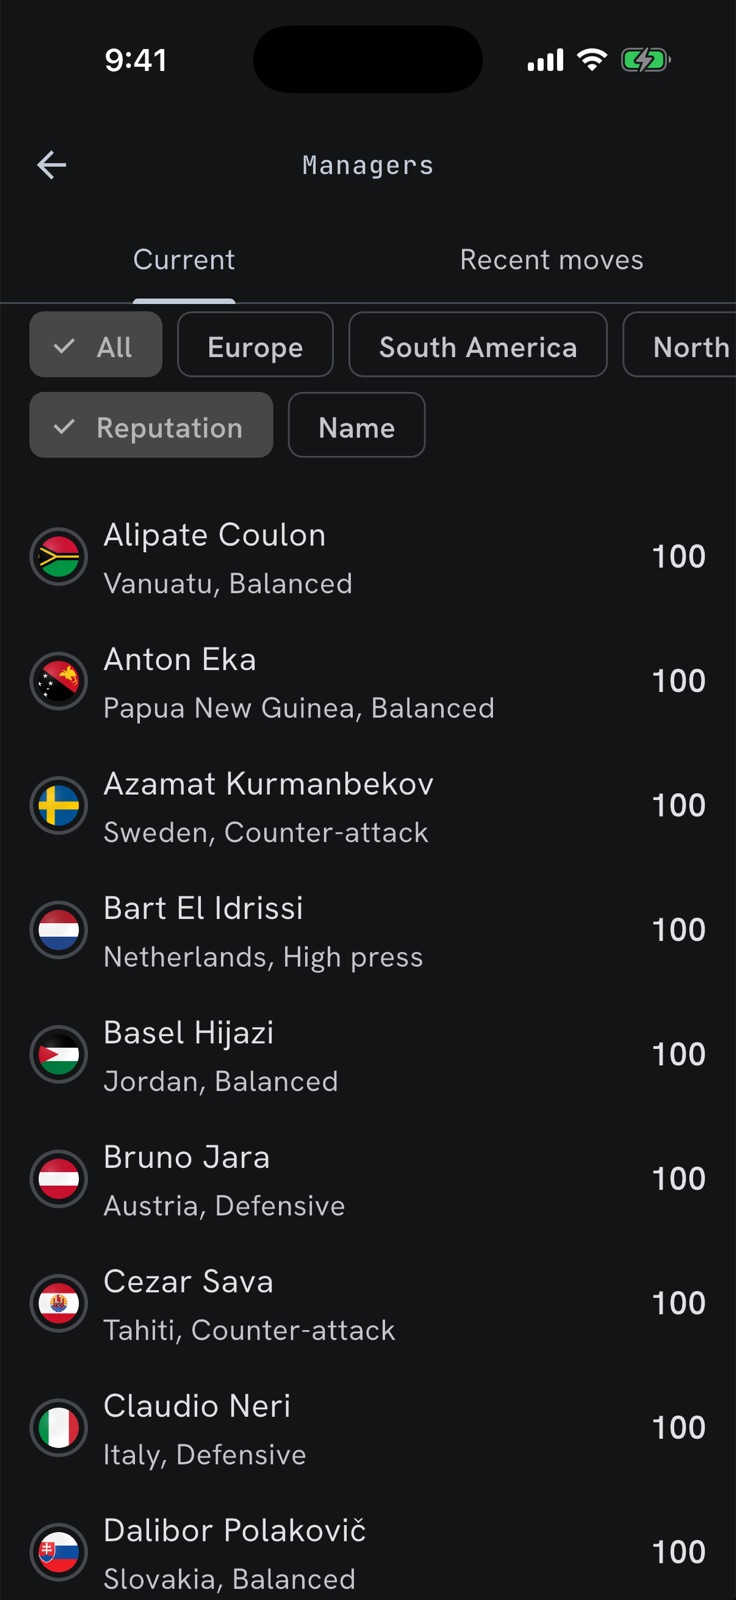 9:41
Managers
Current Recent moves
All Europe South America North
Reputation Name
Alipate Coulon
Vanuatu, Balanced
100
Anton Eka
Papua New Guinea, Balanced
100
Azamat Kurmanbekov
Sweden, Counter-attack
100
Bart El Idrissi
Netherlands, High press
100
Basel Hijazi
Jordan, Balanced
100
Bruno Jara
Austria, Defensive
100
Cezar Sava
Tahiti, Counter-attack
100
Claudio Neri
Italy, Defensive
100
Dalibor Polakovič
Slovakia, Balanced
100